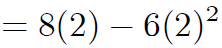 = 8(2) − 6(2)²